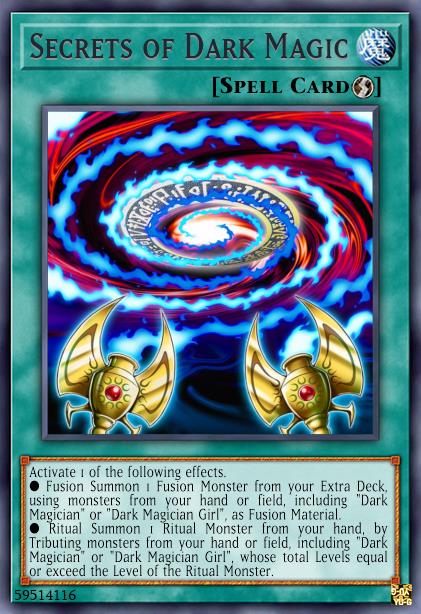 Secrets of Dark Magic
魔
[Spell Card]
Activate 1 of the following effects.
● Fusion Summon 1 Fusion Monster from your Extra Deck,
using monsters from your hand or field, including "Dark
Magician" or "Dark Magician Girl", as Fusion Material.
● Ritual Summon 1 Ritual Monster from your hand, by
Tributing monsters from your hand or field, including "Dark
Magician" or "Dark Magician Girl", whose total Levels equal
or exceed the Level of the Ritual Monster.
59514116